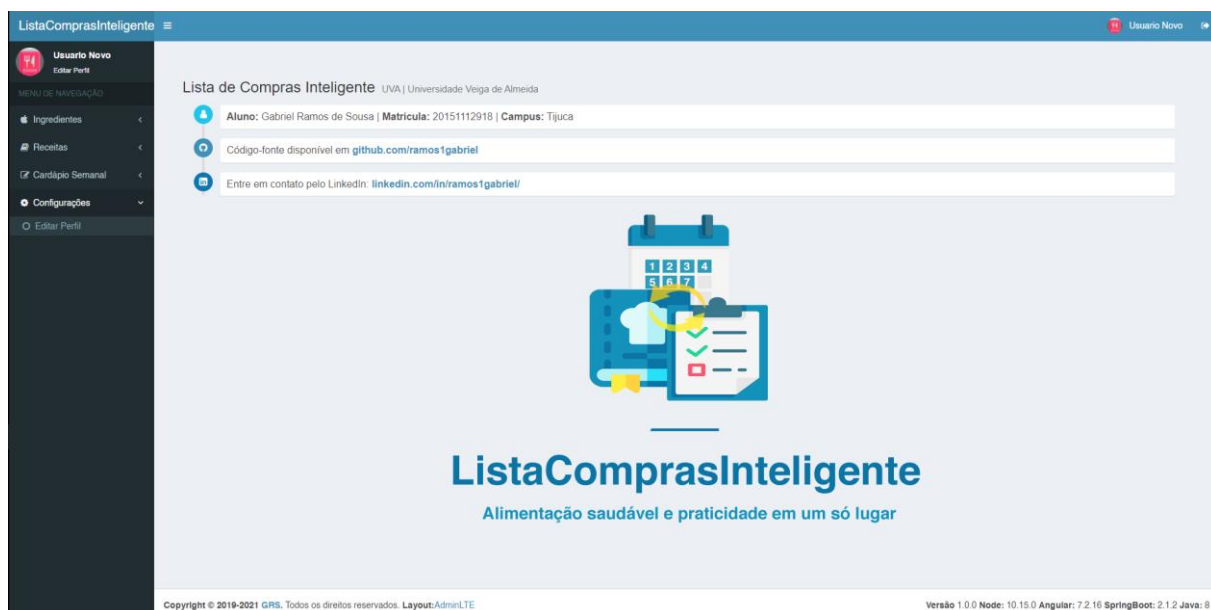 ListaComprasInteligente
Usuario Novo
Usuario Novo
Editar Perfil
MENU DE NAVEGAÇÃO
Ingredientes
Receitas
Cardápio Semanal
Configurações
Editar Perfil
Lista de Compras Inteligente UVA | Universidade Veiga de Almeida
Aluno: Gabriel Ramos de Sousa | Matricula: 20151112918 | Campus: Tijuca
Código-fonte disponível em github.com/ramos1gabriel
Entre em contato pelo LinkedIn: linkedin.com/in/ramos1gabriel/
1 2 3 4
5 6 7
ListaComprasInteligente
Alimentação saudável e praticidade em um só lugar
Copyright © 2019-2021 GRS. Todos os direitos reservados. Layout:AdminLTE
Versão 1.0.0 Node: 10.15.0 Angular: 7.2.16 SpringBoot: 2.1.2 Java: 8